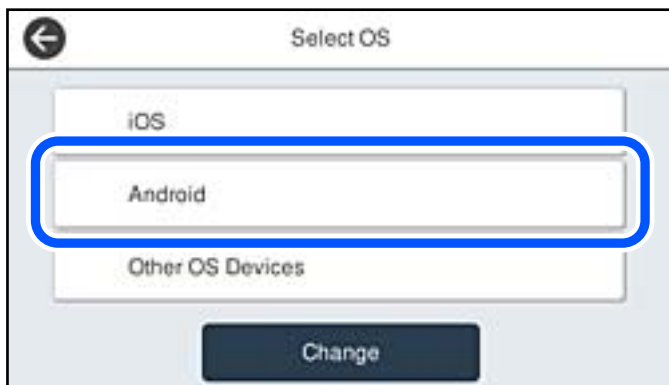 Select OS
iOS
Android
Other OS Devices
Change